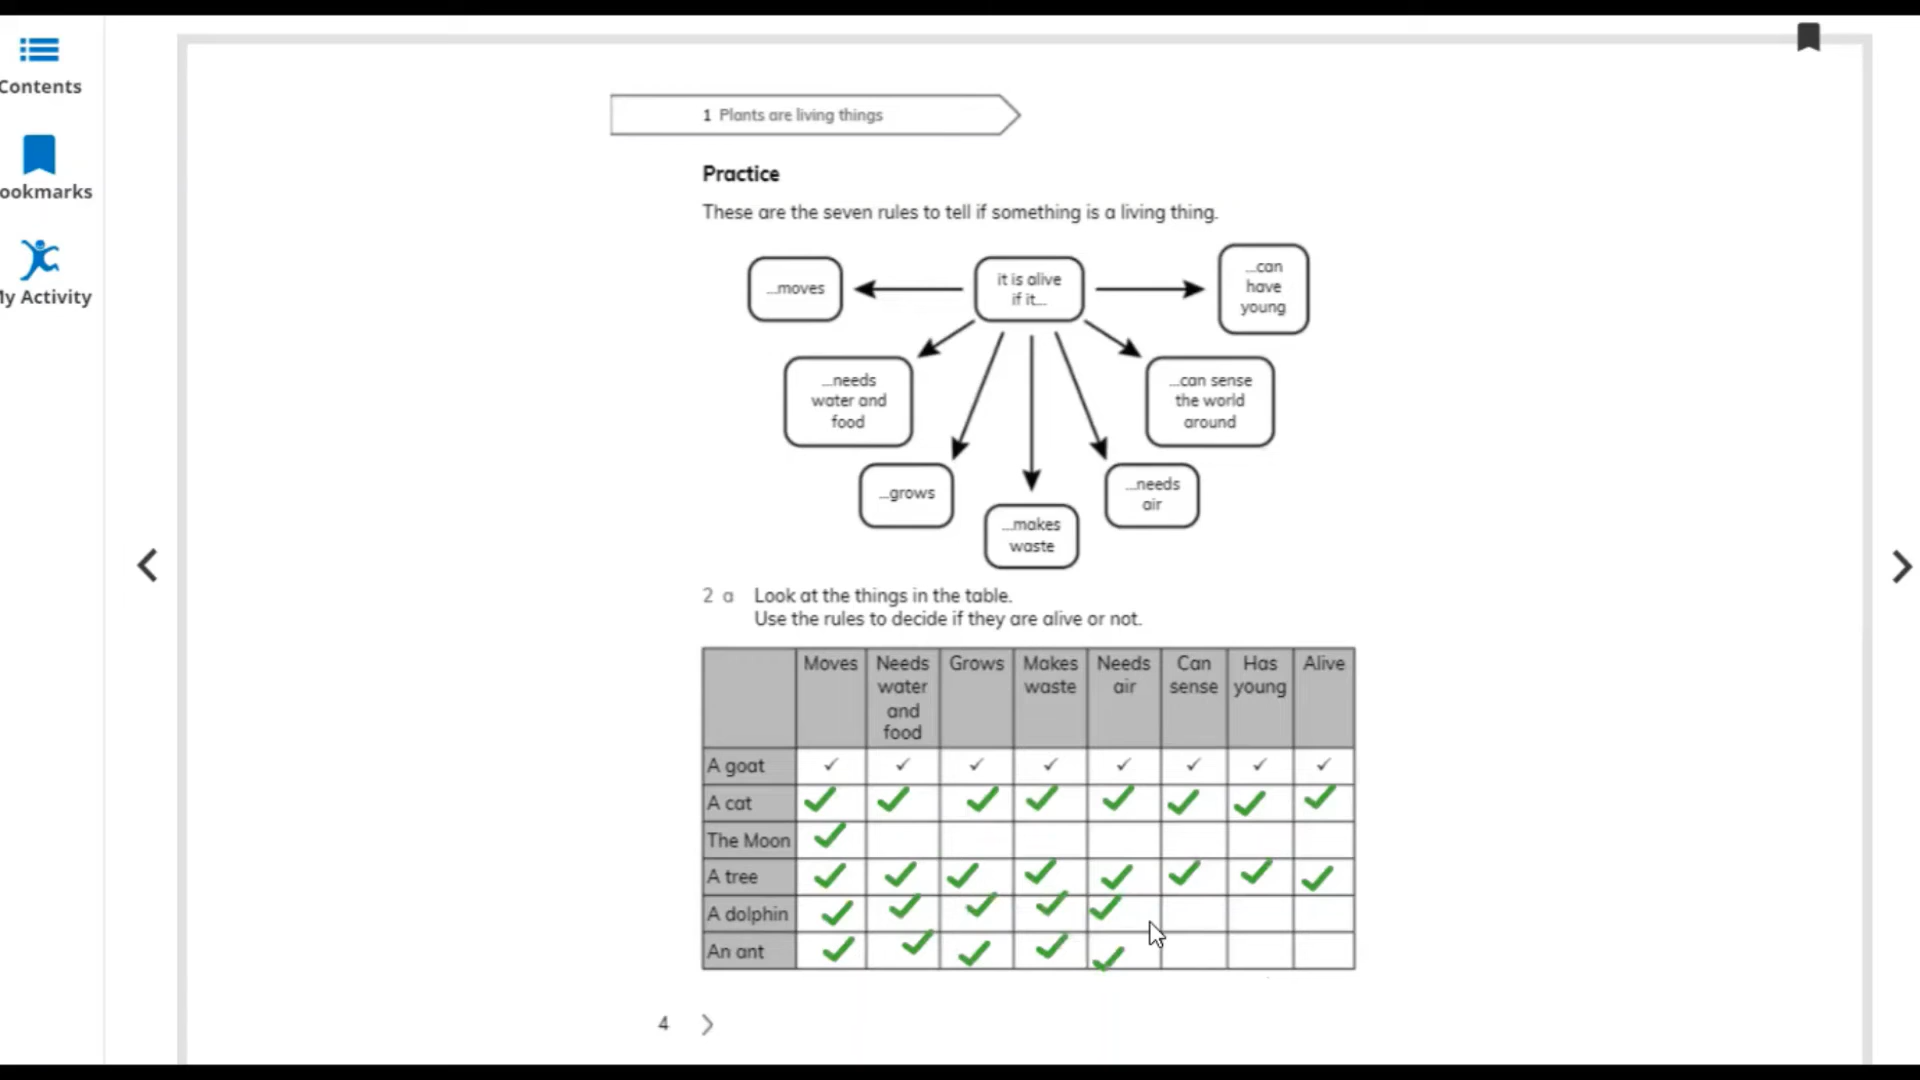 Contents
ookmarks
y Activity
1 Plants are living things
Practice
These are the seven rules to tell if something is a living thing.
...moves
it is alive
if it...
...can
have
young
...needs
water and
food
...can sense
the world
around
...grows
...needs
air
...makes
waste
2 a Look at the things in the table.
Use the rules to decide if they are alive or not.
Moves Needs water and food Grows Makes waste Needs air Can sense Has young Alive
A goat ✓ ✓ ✓ ✓ ✓ ✓ ✓ ✓
A cat ✓ ✓ ✓ ✓ ✓ ✓ ✓ ✓
The Moon ✓
A tree ✓ ✓ ✓ ✓ ✓ ✓ ✓ ✓
A dolphin ✓ ✓ ✓ ✓ ✓
An ant ✓ ✓ ✓ ✓ ✓
4